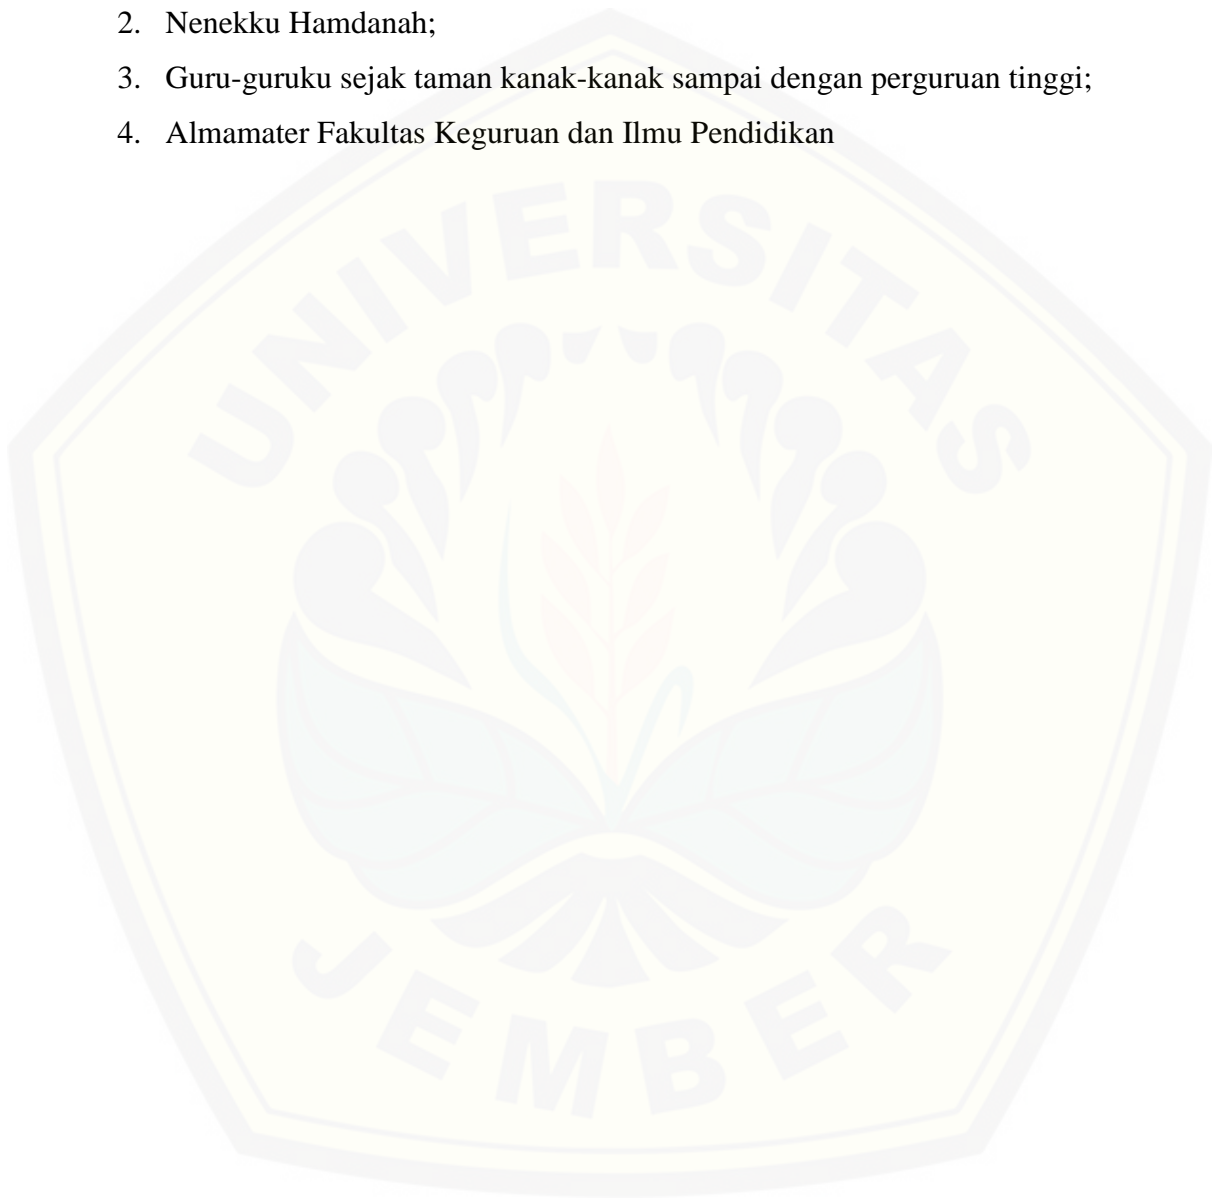 2. Nenekku Hamdanah;
3. Guru-guruku sejak taman kanak-kanak sampai dengan perguruan tinggi;
4. Almamater Fakultas Keguruan dan Ilmu Pendidikan
UNIVERSITAS
JEMBER